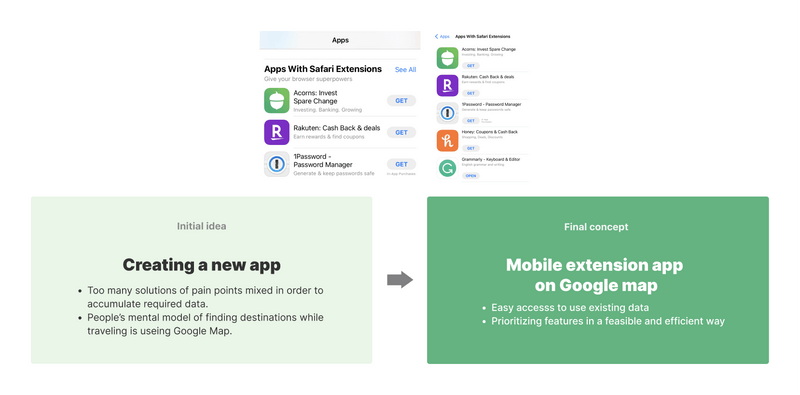 Apps
Apps With Safari Extensions
See All
Give your browser superpowers
Acorns: Invest
Spare Change
Investing, Banking, Growing
GET
Rakuten: Cash Back & deals
Earn rewards & find coupons
GET
1Password -
Password Manager
Generate & keep passwords safe
GET
In-App Purchases
Apps
Apps With Safari Extensions
Acorns: Invest Spare Change
Investing, Banking, Growing
GET
Rakuten: Cash Back & deals
Earn rewards & find coupons
GET
1Password - Password Manager
Generate & keep passwords safe
GET
Honey: Coupons & Cash Back
Shopping, Deals, Discounts
GET
Grammarly - Keyboard & Editor
OPEN
Initial idea
Creating a new app
• Too many solutions of pain points mixed in order to
accumulate required data.
• People's mental model of finding destinations while
traveling is useing Google Map.
Final concept
Mobile extension app
on Google map
• Easy accesss to use existing data
• Prioritizing features in a feasible and efficient way